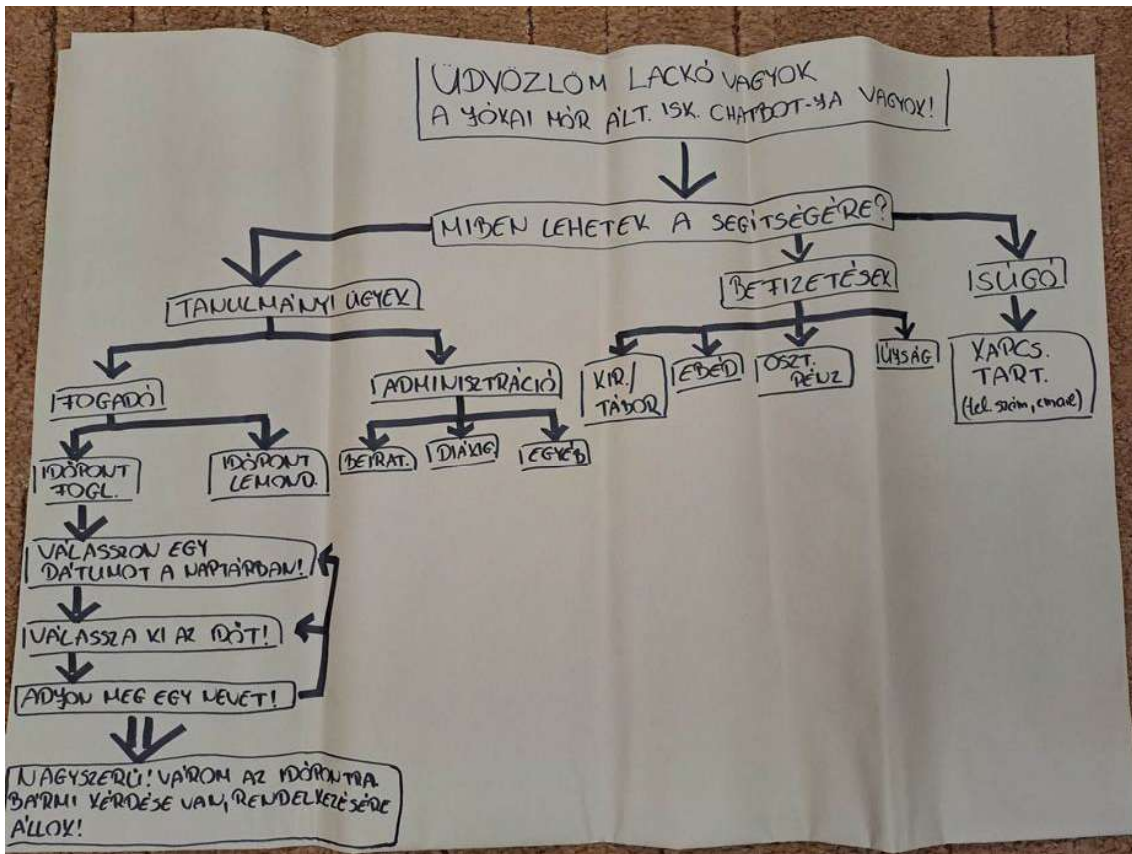 ÜDVÖZLÖM LACKÓ VAGYOK
A JÓKAI MÓR ÁLT. ISK. CHATBOT-JA VAGYOK!
MIBEN LEHETEK A SEGÍTSÉGÉRE?
TANULMÁNYI ÜGYEK
BEFIZETÉSEK
SÚGÓ
FOGADÓ
ADMINISZTRÁCIÓ
KIR./
TÁBOR
EBÉD
OSZT.
PÉNZ
ÚJSÁG
KAPCS.
TART.
(tel. szám, email)
IDŐPONT
FOGL.
IDŐPONT
LEMOND.
BEIRAT.
DIÁKIG.
EGYÉB
VÁLASSZON EGY
DÁTUMOT A NAPTÁRBAN!
VÁLASSZA KI AZ IDŐT!
ADJON MEG EGY NEVET!
NAGYSZERŰ! VÁROM AZ IDŐPONTRA.
BÁRMI KÉRDÉSE VAN, RENDELKEZÉSÉRE
ÁLLOK!